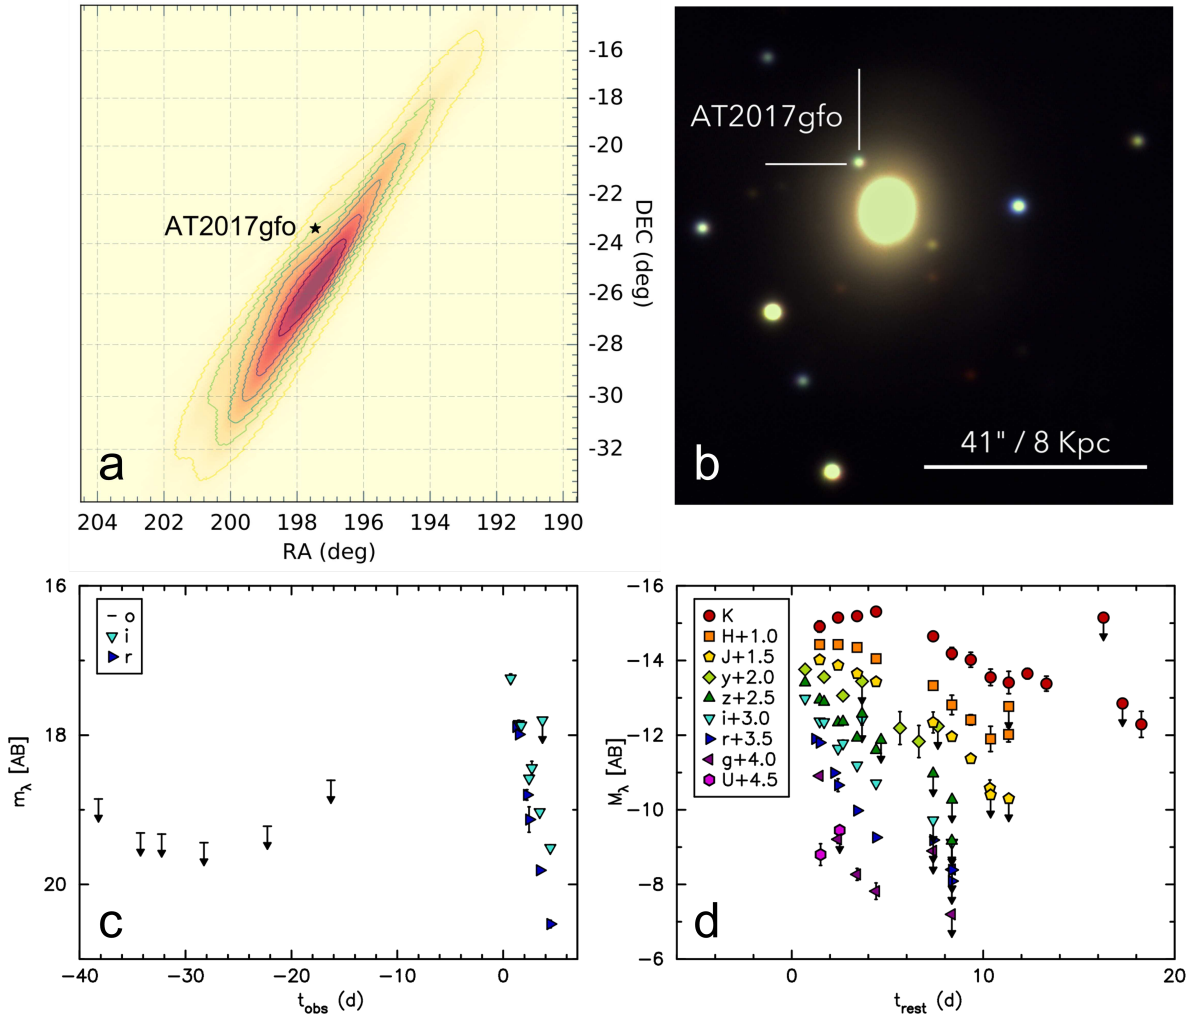 -16
-18
-20
-22
-24
-26
-28
-30
-32
DEC (deg)
AT2017gfo
a
204 202 200 198 196 194 192 190
RA (deg)
AT2017gfo
41" / 8 Kpc
b
16
18
20
m_λ [AB]
o
i
r
c
−40 −30 −20 −10 0
t_obs (d)
−16
−14
−12
−10
−8
−6
M_λ [AB]
K
H+1.0
J+1.5
y+2.0
z+2.5
i+3.0
r+3.5
g+4.0
U+4.5
d
0 10 20
t_rest (d)